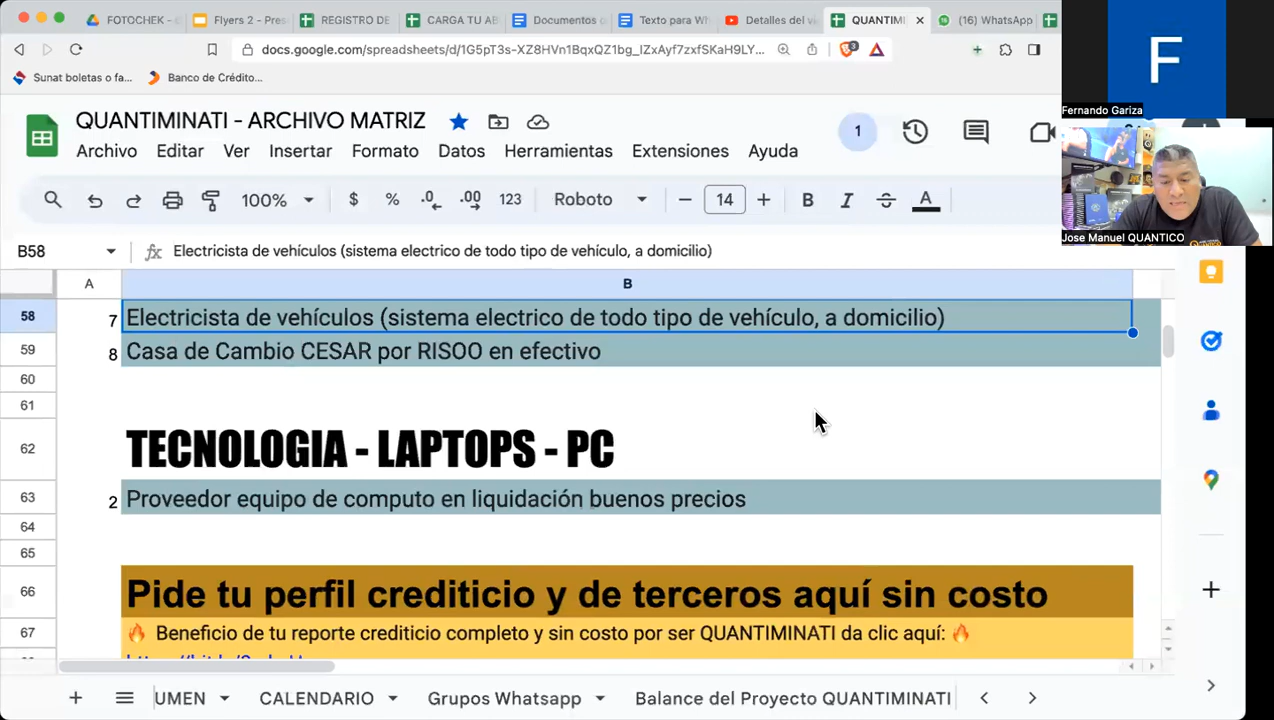 FOTOCHEK -
Flyers 2 - Pres
REGISTRO DE
CARGA TU AB
Documentos o
Texto para Wh
Detalles del ví
QUANTIMIN
(16) WhatsApp
docs.google.com/spreadsheets/d/1G5pT3s-XZ8HVn1BqxQZ1bg_IZxAyf7zxfSKaH9LY...
Sunat boletas o fa...
Banco de Crédito...
QUANTIMINATI - ARCHIVO MATRIZ
Archivo Editar Ver Insertar Formato Datos Herramientas Extensiones Ayuda
1
100% $ % .0 .00 123 Roboto − 14 + B I S A
B58 fx Electricista de vehículos (sistema electrico de todo tipo de vehículo, a domicilio)
A B
58 7 Electricista de vehículos (sistema electrico de todo tipo de vehículo, a domicilio)
59 8 Casa de Cambio CESAR por RISOO en efectivo
60
61
62 TECNOLOGIA - LAPTOPS - PC
63 2 Proveedor equipo de computo en liquidación buenos precios
64
65
66 Pide tu perfil crediticio y de terceros aquí sin costo
67 🔥 Beneficio de tu reporte crediticio completo y sin costo por ser QUANTIMINATI da clic aquí: 🔥
UMEN CALENDARIO Grupos Whatsapp Balance del Proyecto QUANTIMINATI
F
Fernando Gariza
Jose Manuel QUANTICO